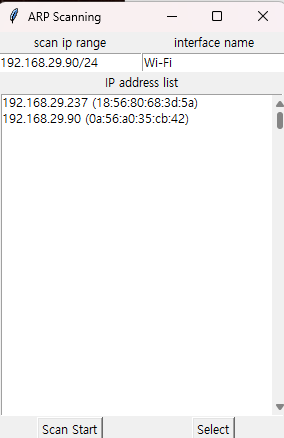 ARP Scanning
scan ip range interface name
192.168.29.90/24 Wi-Fi
IP address list
192.168.29.237 (18:56:80:68:3d:5a)
192.168.29.90 (0a:56:a0:35:cb:42)
Scan Start Select